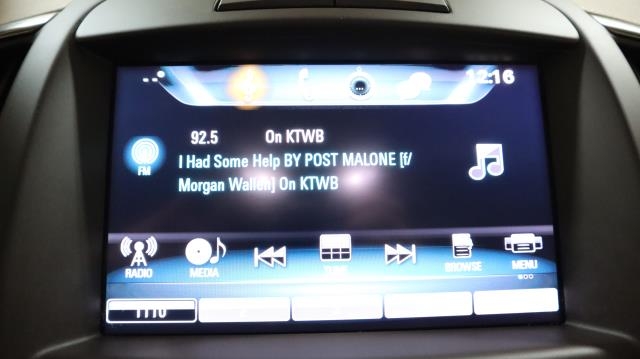 12:16
92.5 On KTWB
FM
I Had Some Help BY POST MALONE [f/
Morgan Wallen] On KTWB
RADIO MEDIA TUNE BROWSE MENU